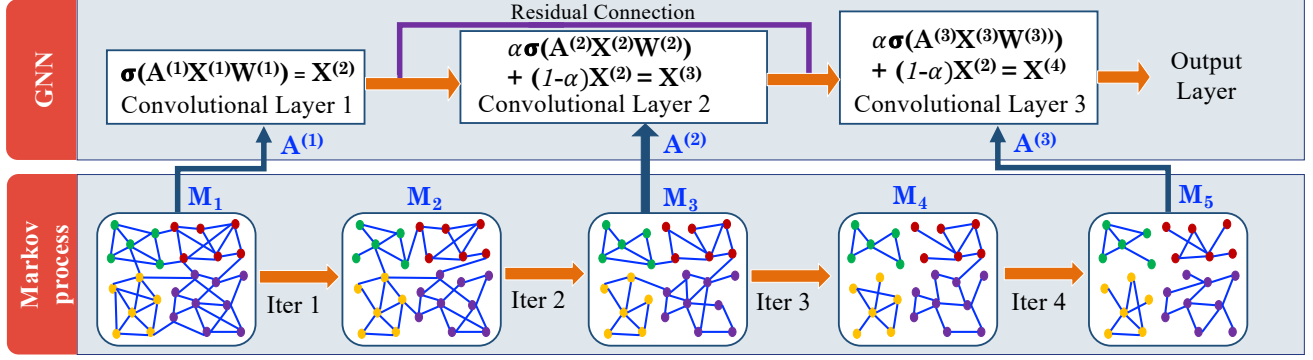 GNN
Residual Connection
σ(A⁽¹⁾X⁽¹⁾W⁽¹⁾) = X⁽²⁾
Convolutional Layer 1
ασ(A⁽²⁾X⁽²⁾W⁽²⁾)
+ (1-α)X⁽²⁾ = X⁽³⁾
Convolutional Layer 2
ασ(A⁽³⁾X⁽³⁾W⁽³⁾))
+ (1-α)X⁽²⁾ = X⁽⁴⁾
Convolutional Layer 3
Output
Layer
A⁽¹⁾
A⁽²⁾
A⁽³⁾
Markov
process
M₁
M₂
M₃
M₄
M₅
Iter 1
Iter 2
Iter 3
Iter 4